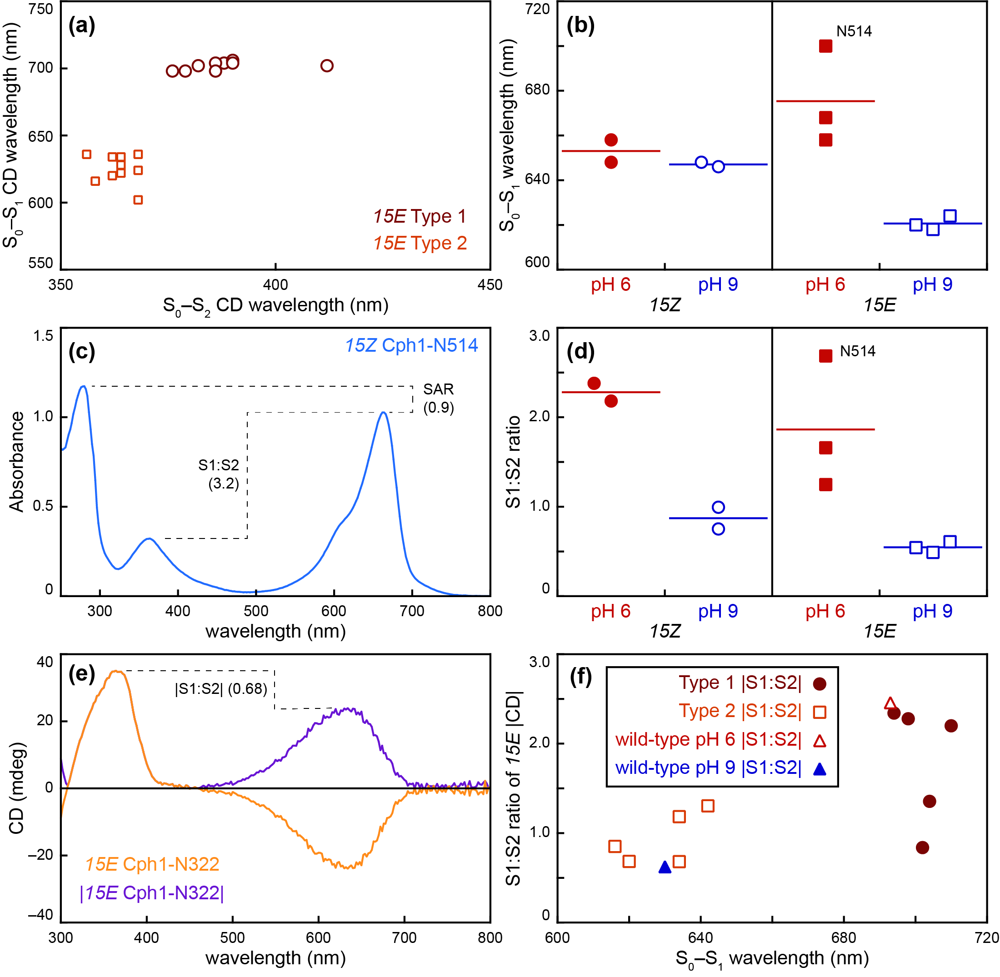 (a)
750
700
650
600
550
350
400
450
S0–S1 CD wavelength (nm)
S0–S2 CD wavelength (nm)
15E Type 1
15E Type 2
(b)
720
680
640
600
S0–S1 wavelength (nm)
N514
pH 6
pH 9
pH 6
pH 9
15Z
15E
(c)
15Z Cph1-N514
1.5
1.0
0.5
0
Absorbance
SAR
(0.9)
S1:S2
(3.2)
300
400
500
600
700
800
wavelength (nm)
(d)
3.0
2.0
1.0
0
S1:S2 ratio
N514
pH 6
pH 9
pH 6
pH 9
15Z
15E
(e)
40
20
0
–20
–40
CD (mdeg)
|S1:S2| (0.68)
15E Cph1-N322
|15E Cph1-N322|
300
400
500
600
700
800
wavelength (nm)
(f)
3.0
2.0
1.0
0
S1:S2 ratio of 15E |CD|
Type 1 |S1:S2|
Type 2 |S1:S2|
wild-type pH 6 |S1:S2|
wild-type pH 9 |S1:S2|
600
640
680
720
S0–S1 wavelength (nm)